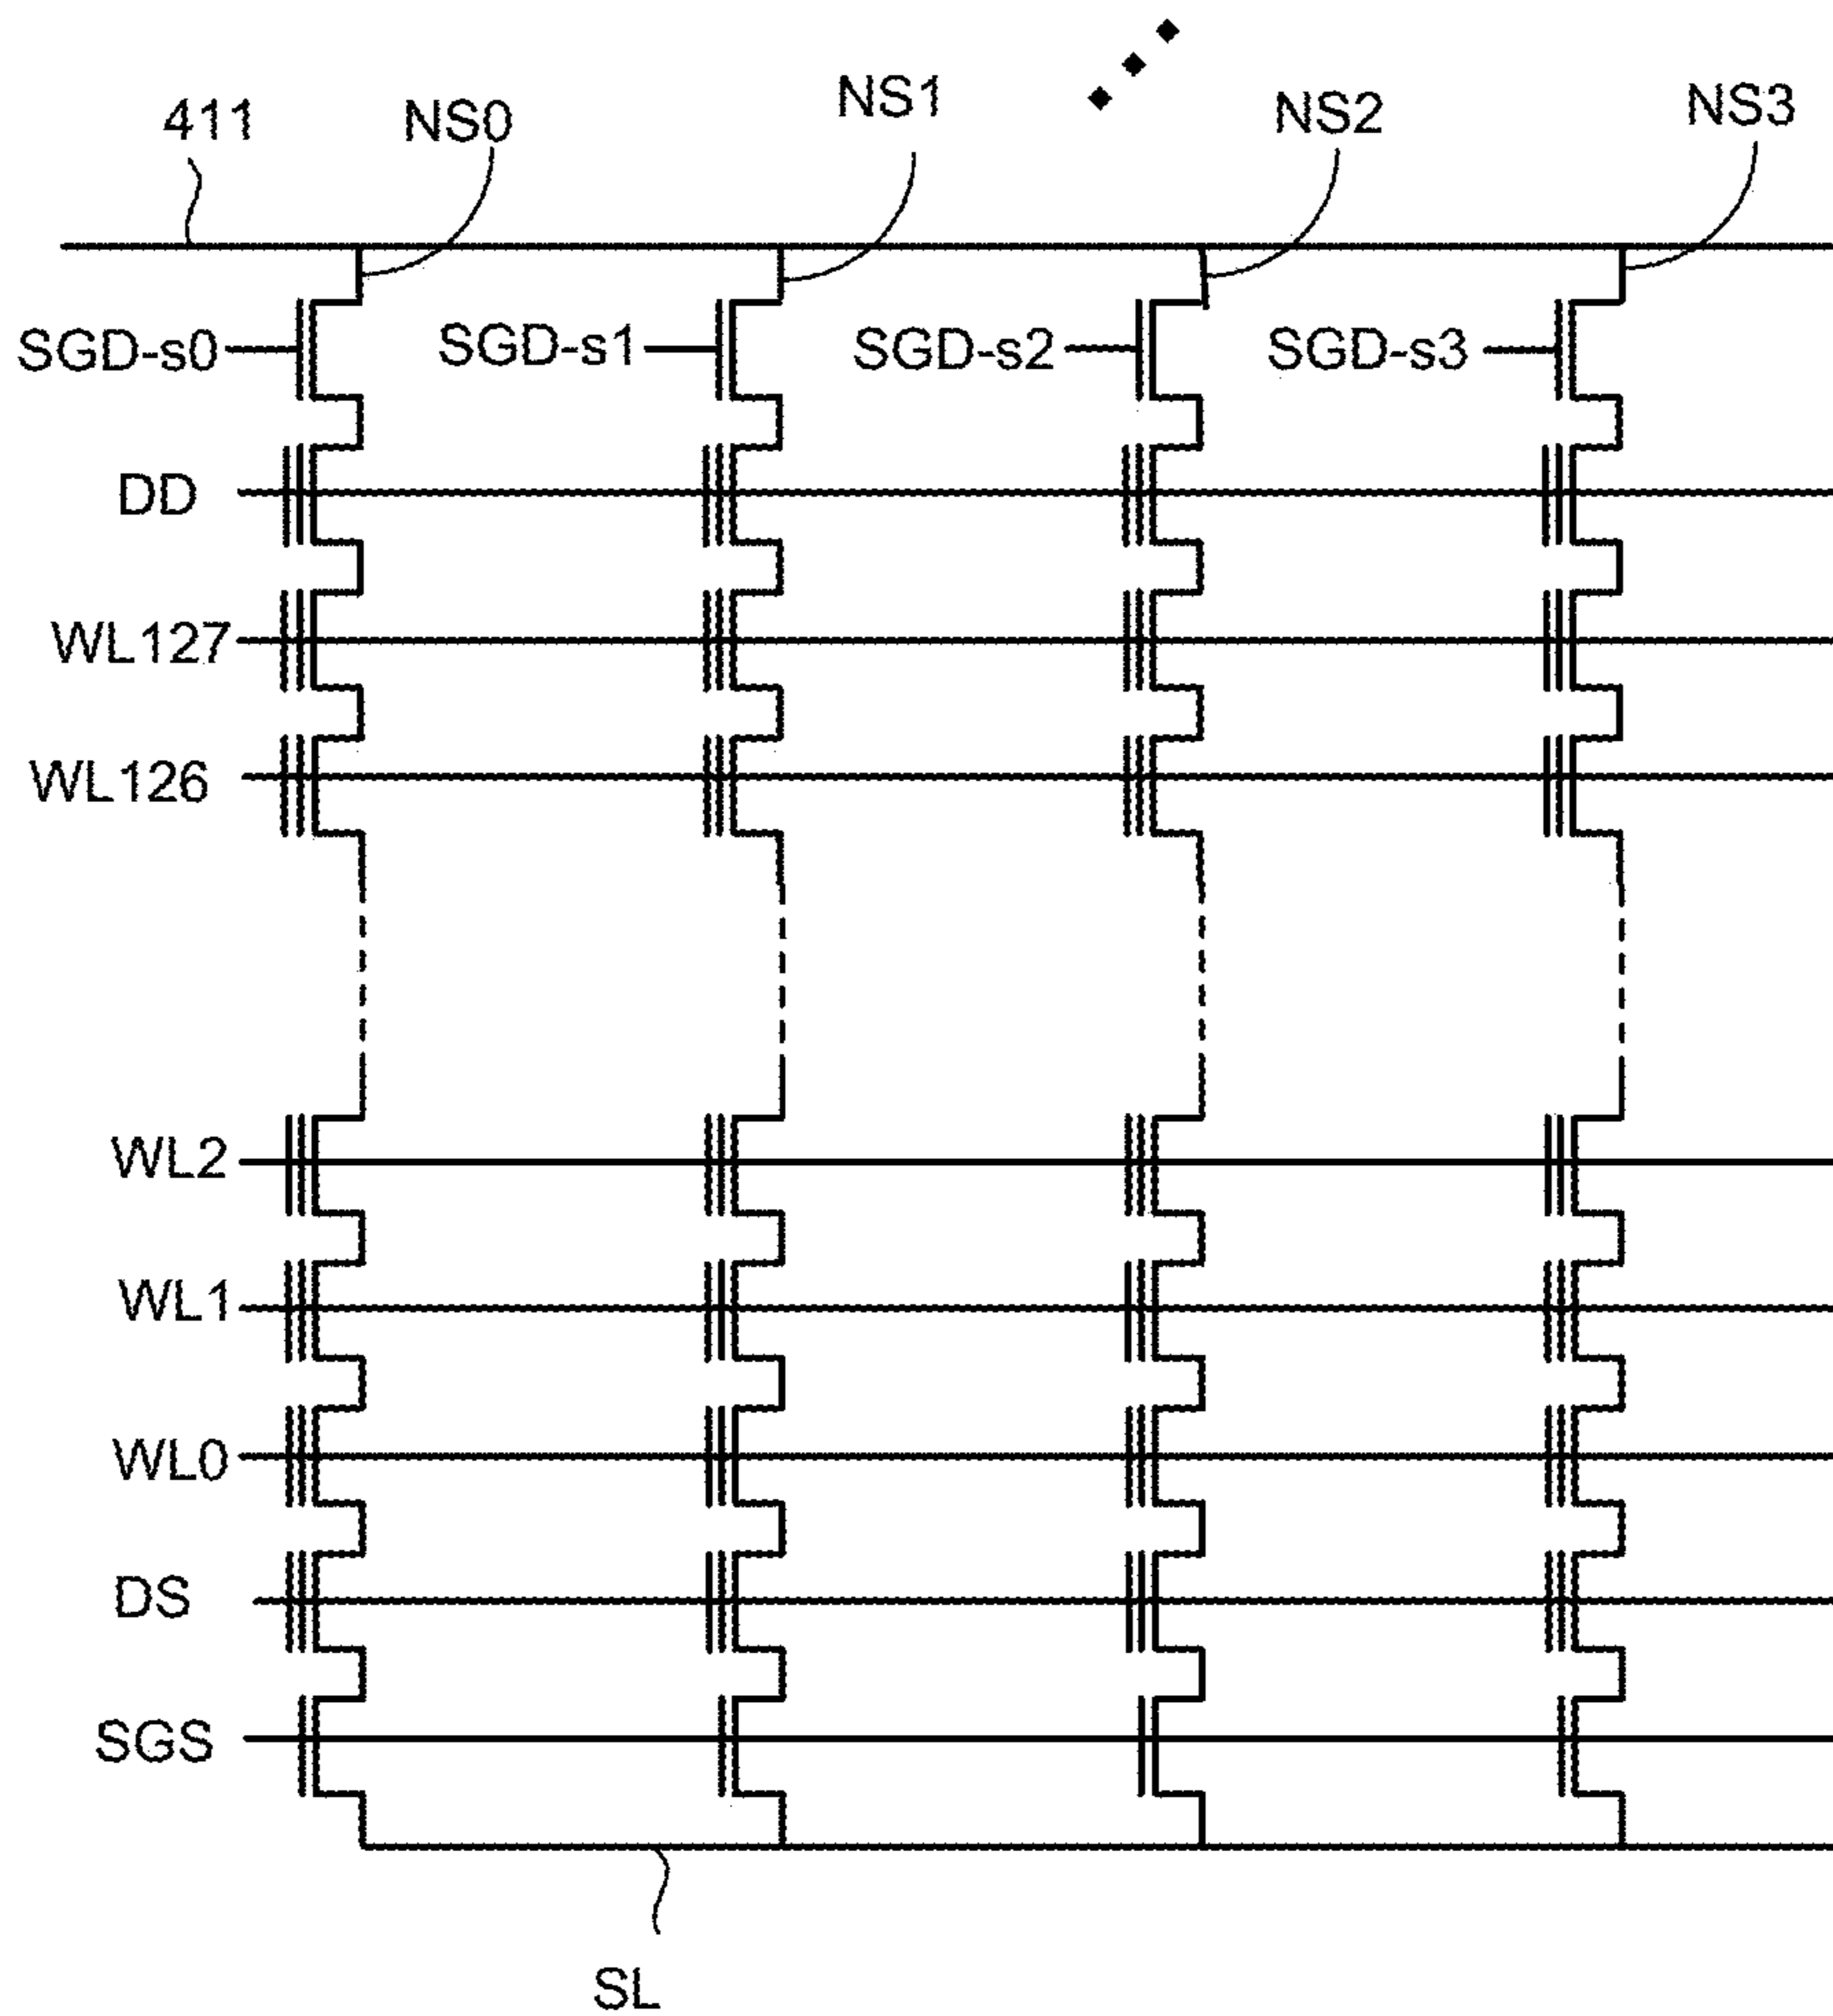 411
NS0
NS1
NS2
NS3
SGD-s0
SGD-s1
SGD-s2
SGD-s3
DD
WL127
WL126
WL2
WL1
WL0
DS
SGS
SL